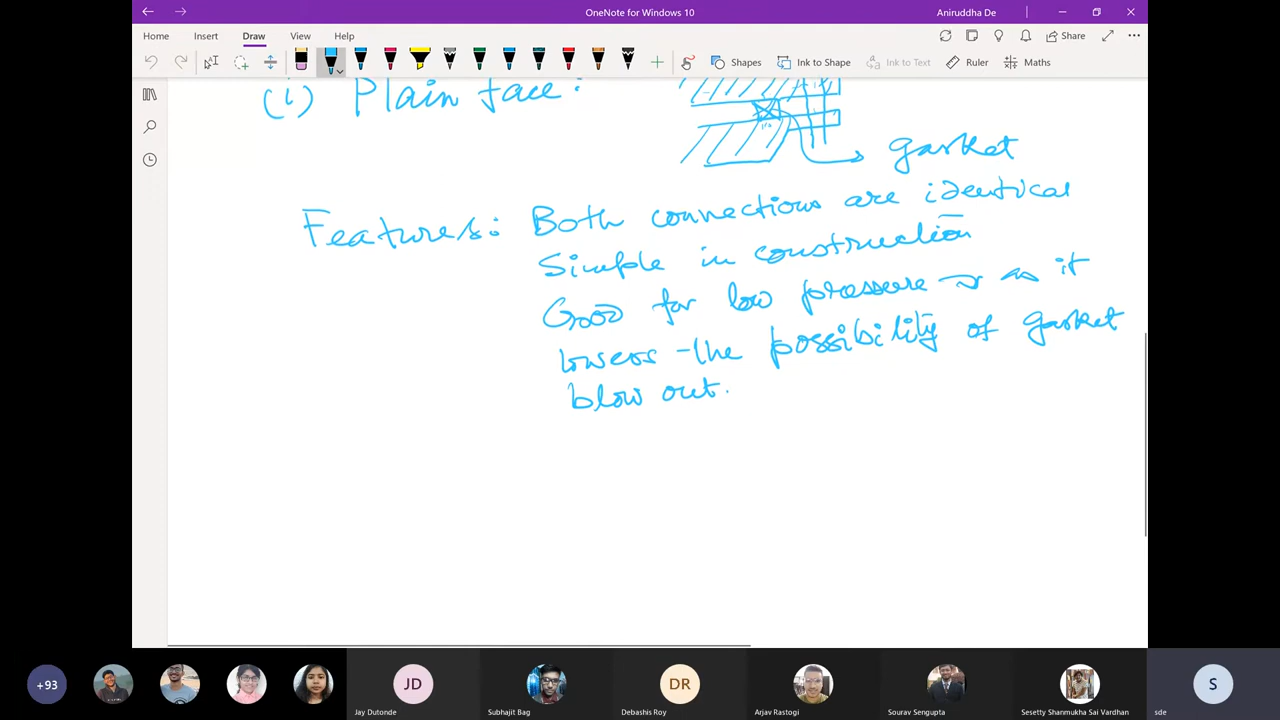 OneNote for Windows 10
Aniruddha De
Home Insert Draw View Help
Share
Shapes Ink to Shape Ink to Text Ruler Maths
(i) Plain face:
gasket
Features: Both connections are identical
Simple in construction
Good for low pressure → as it
lowers the possibility of gasket
blow out.
+93
JD
DR
S
Jay Dutonde Subhajit Bag Debashis Roy Arjav Rastogi Sourav Sengupta Sesetty Shanmukha Sai Vardhan sde